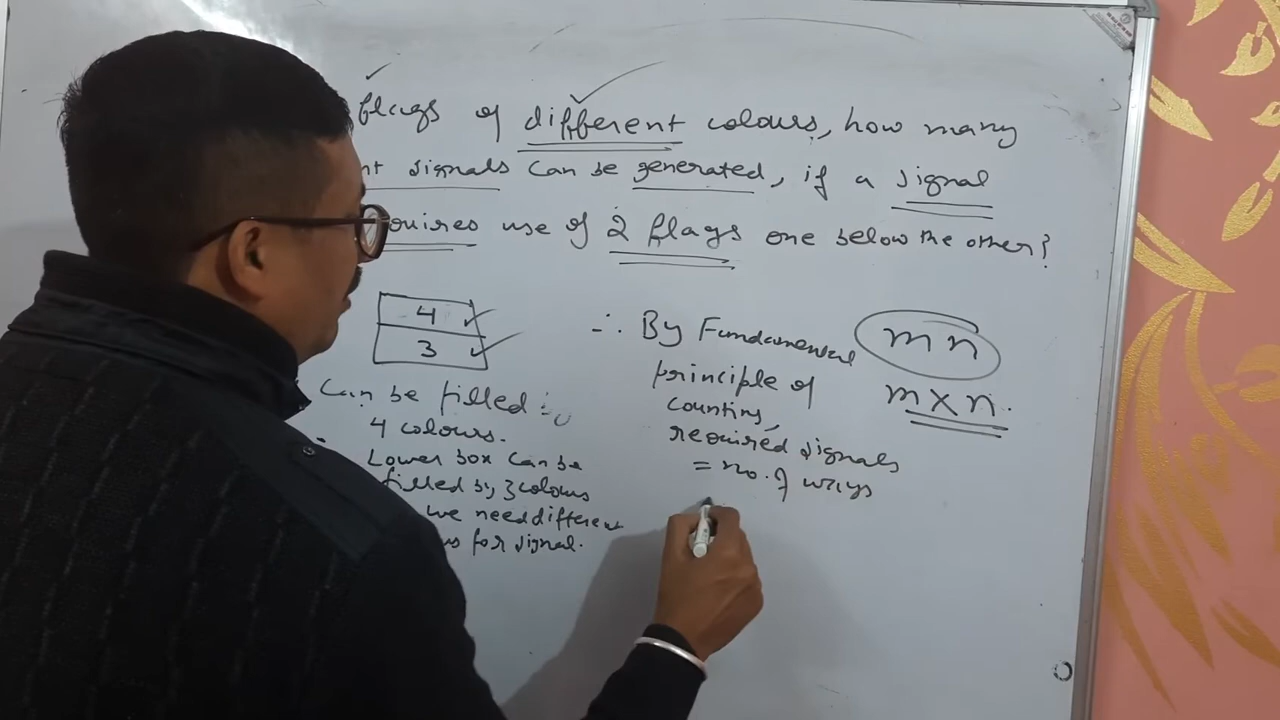 flags of different colours, how many
nt signals can be generated, if a signal
quires use of 2 flags one below the other?
4
3
Can be filled :
4 colours.
Lower box can be
filled by 3 colours
we need different
s for signal.
∴ By Fundamental
principle of
counting,
required signals
= no. of ways
mn
m×n.